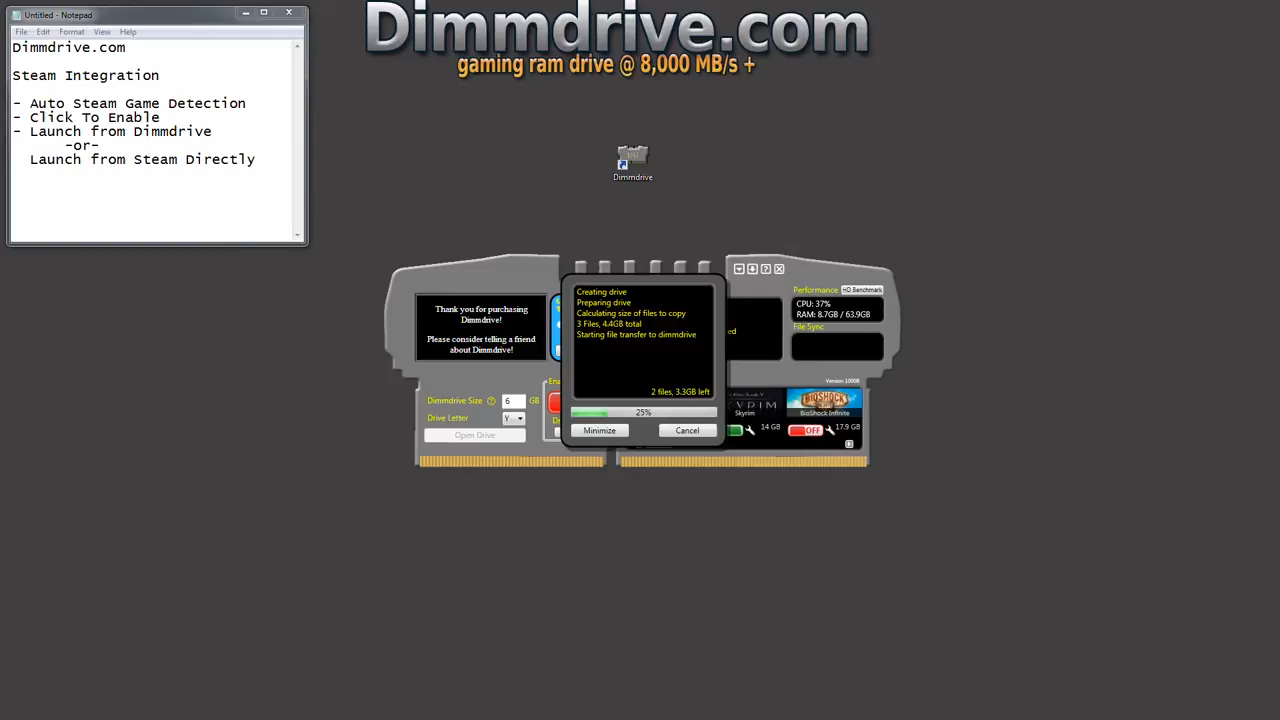 Untitled - Notepad
File Edit Format View Help
Dimmdrive.com
Steam Integration
- Auto Steam Game Detection
- Click To Enable
- Launch from Dimmdrive
-or-
Launch from Steam Directly
Dimmdrive.com
gaming ram drive @ 8,000 MB/s +
Dimmdrive
Thank you for purchasing
Dimmdrive!
Please consider telling a friend
about Dimmdrive!
Dimmdrive Size ? 6 GB
Drive Letter Y
Open Drive
Creating drive
Preparing drive
Calculating size of files to copy
3 Files, 4.4GB total
Starting file transfer to dimmdrive
2 files, 3.3GB left
25%
Minimize Cancel
Ena
ed
Performance HD Benchmark
CPU: 37%
RAM: 8.7GB / 63.9GB
File Sync
Version 10008
Skyrim
14 GB
BIOSHOCK
BioShock Infinite
OFF 17.9 GB